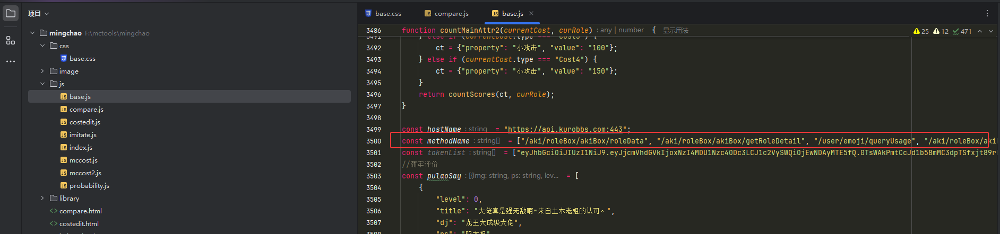 项目
mingchao F:\mctools\mingchao
css
base.css
image
js
base.js
compare.js
costedit.js
imitate.js
index.js
mccost.js
mccost2.js
probability.js
library
compare.html
costedit.html
base.css compare.js base.js
3486 function countMainAttr2(currentCost, curRole) : any | number { 显示用法
25 12 471
3491 } else if (currentCost.type === "Cost3") {
3492 ct = {"property": "小攻击", "value": "100"};
3493 } else if (currentCost.type === "Cost4") {
3494 ct = {"property": "小攻击", "value": "150"};
3495 }
3496 return countScores(ct, curRole);
3497 }
3498
3499 const hostName : string = "https://api.kurobbs.com:443";
3500 const methodName : string[] = ["/aki/roleBox/akiBox/roleData", "/aki/roleBox/akiBox/getRoleDetail", "/user/emoji/queryUsage", "/aki/roleBox/aki
3501 const tokenList : string[] = ["eyJhbGciOiJIUzI1NiJ9.
3502 //蒲牢评价
3503 const pulaoSay : [{img: string, ps: string, lev... = [
3504 {
3505 "level": 0,
3506 "title": "大佬真是强无敌啊~来自土木老姐的认可。",
3507 "dj": "龙王大成级大佬",